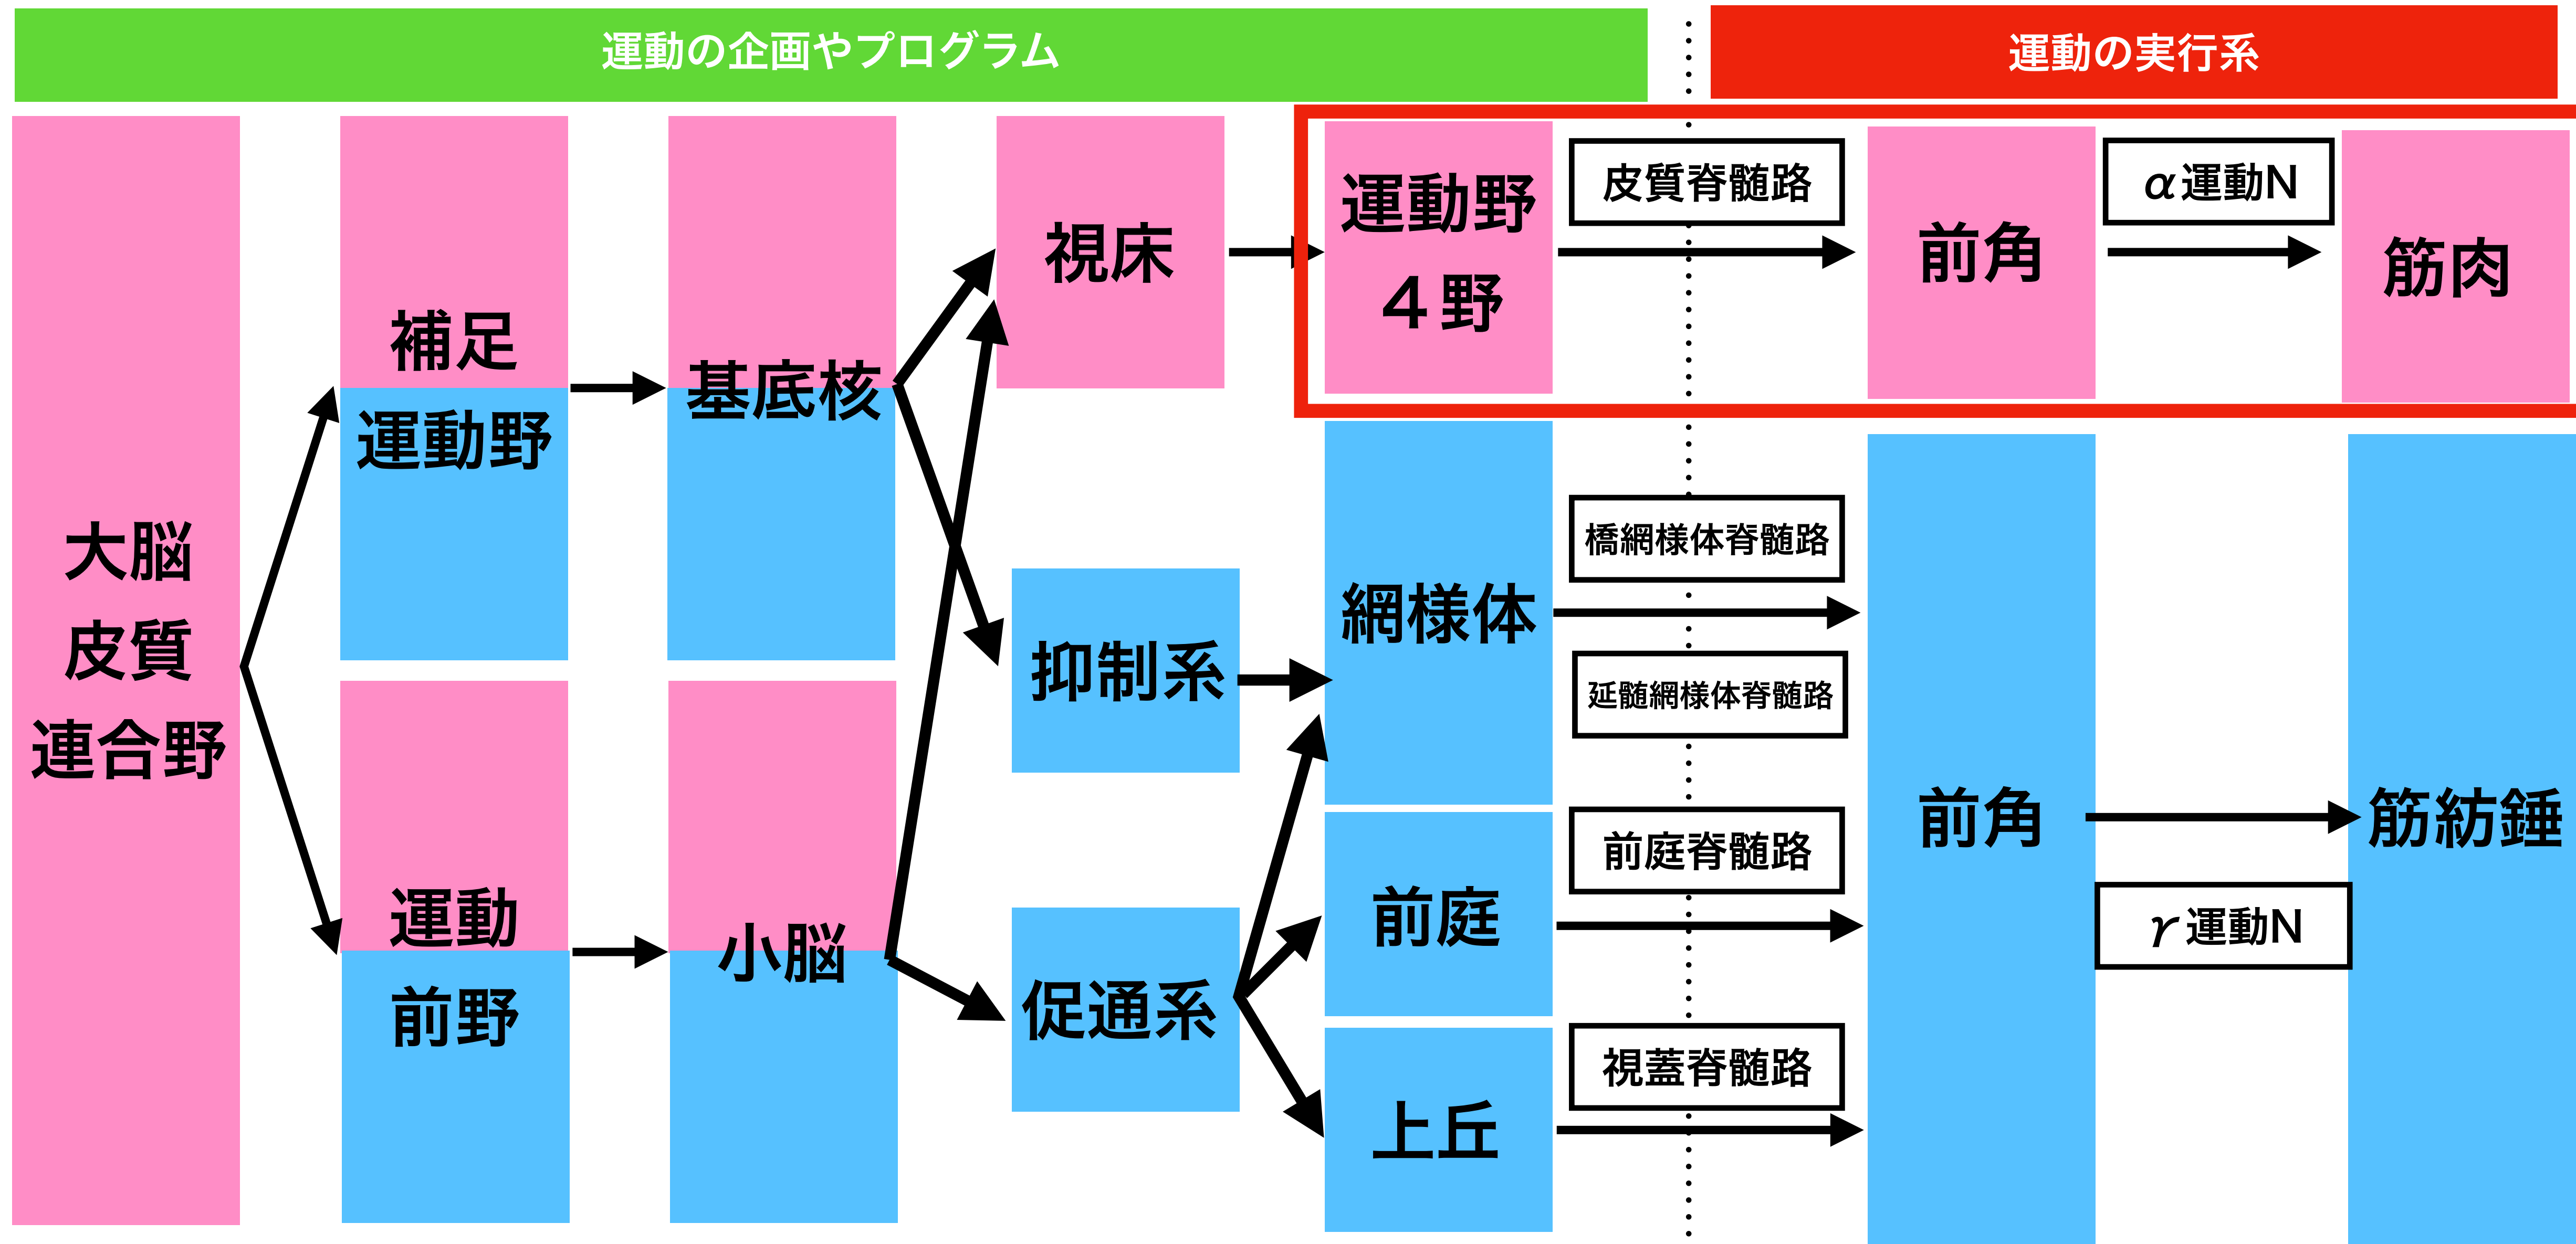 運動の企画やプログラム
運動の実行系
大脳
皮質
連合野
補足
運動野
運動
前野
基底核
小脳
視床
抑制系
促通系
運動野
４野
網様体
前庭
上丘
皮質脊髄路
橋網様体脊髄路
延髄網様体脊髄路
前庭脊髄路
視蓋脊髄路
前角
前角
α運動N
r運動N
筋肉
筋紡錘